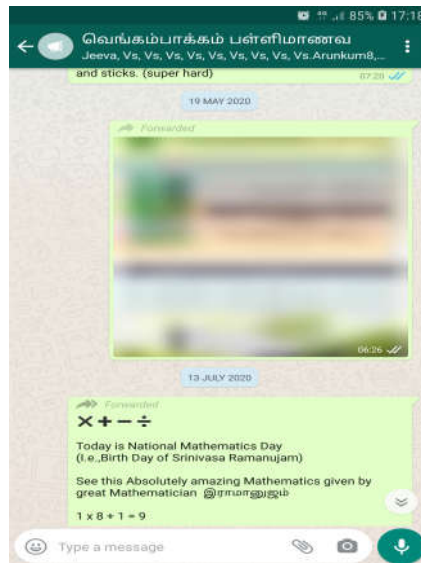 85% 17:18
வெங்கம்பாக்கம் பள்ளிமாணவ
Jeeva, Vs, Vs, Vs, Vs, Vs, Vs, Vs, Vs.Arunkum8,...
and sticks. (super hard)
07:28
19 MAY 2020
Forwarded
06:26
13 JULY 2020
Forwarded
×+−÷
Today is National Mathematics Day
(I.e.,Birth Day of Srinivasa Ramanujam)
See this Absolutely amazing Mathematics given by
great Mathematician இராமானுஜம்
1 x 8 + 1 = 9
Type a message